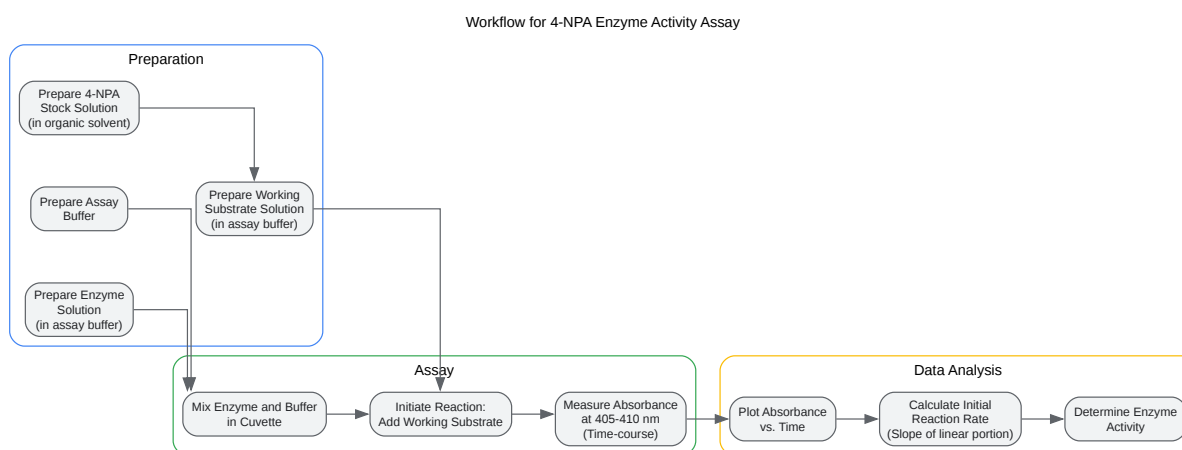 Workflow for 4-NPA Enzyme Activity Assay
Preparation
Prepare 4-NPA
Stock Solution
(in organic solvent)
Prepare Assay
Buffer
Prepare Working
Substrate Solution
(in assay buffer)
Prepare Enzyme
Solution
(in assay buffer)
Assay
Mix Enzyme and Buffer
in Cuvette
Initiate Reaction:
Add Working Substrate
Measure Absorbance
at 405-410 nm
(Time-course)
Data Analysis
Plot Absorbance
vs. Time
Calculate Initial
Reaction Rate
(Slope of linear portion)
Determine Enzyme
Activity